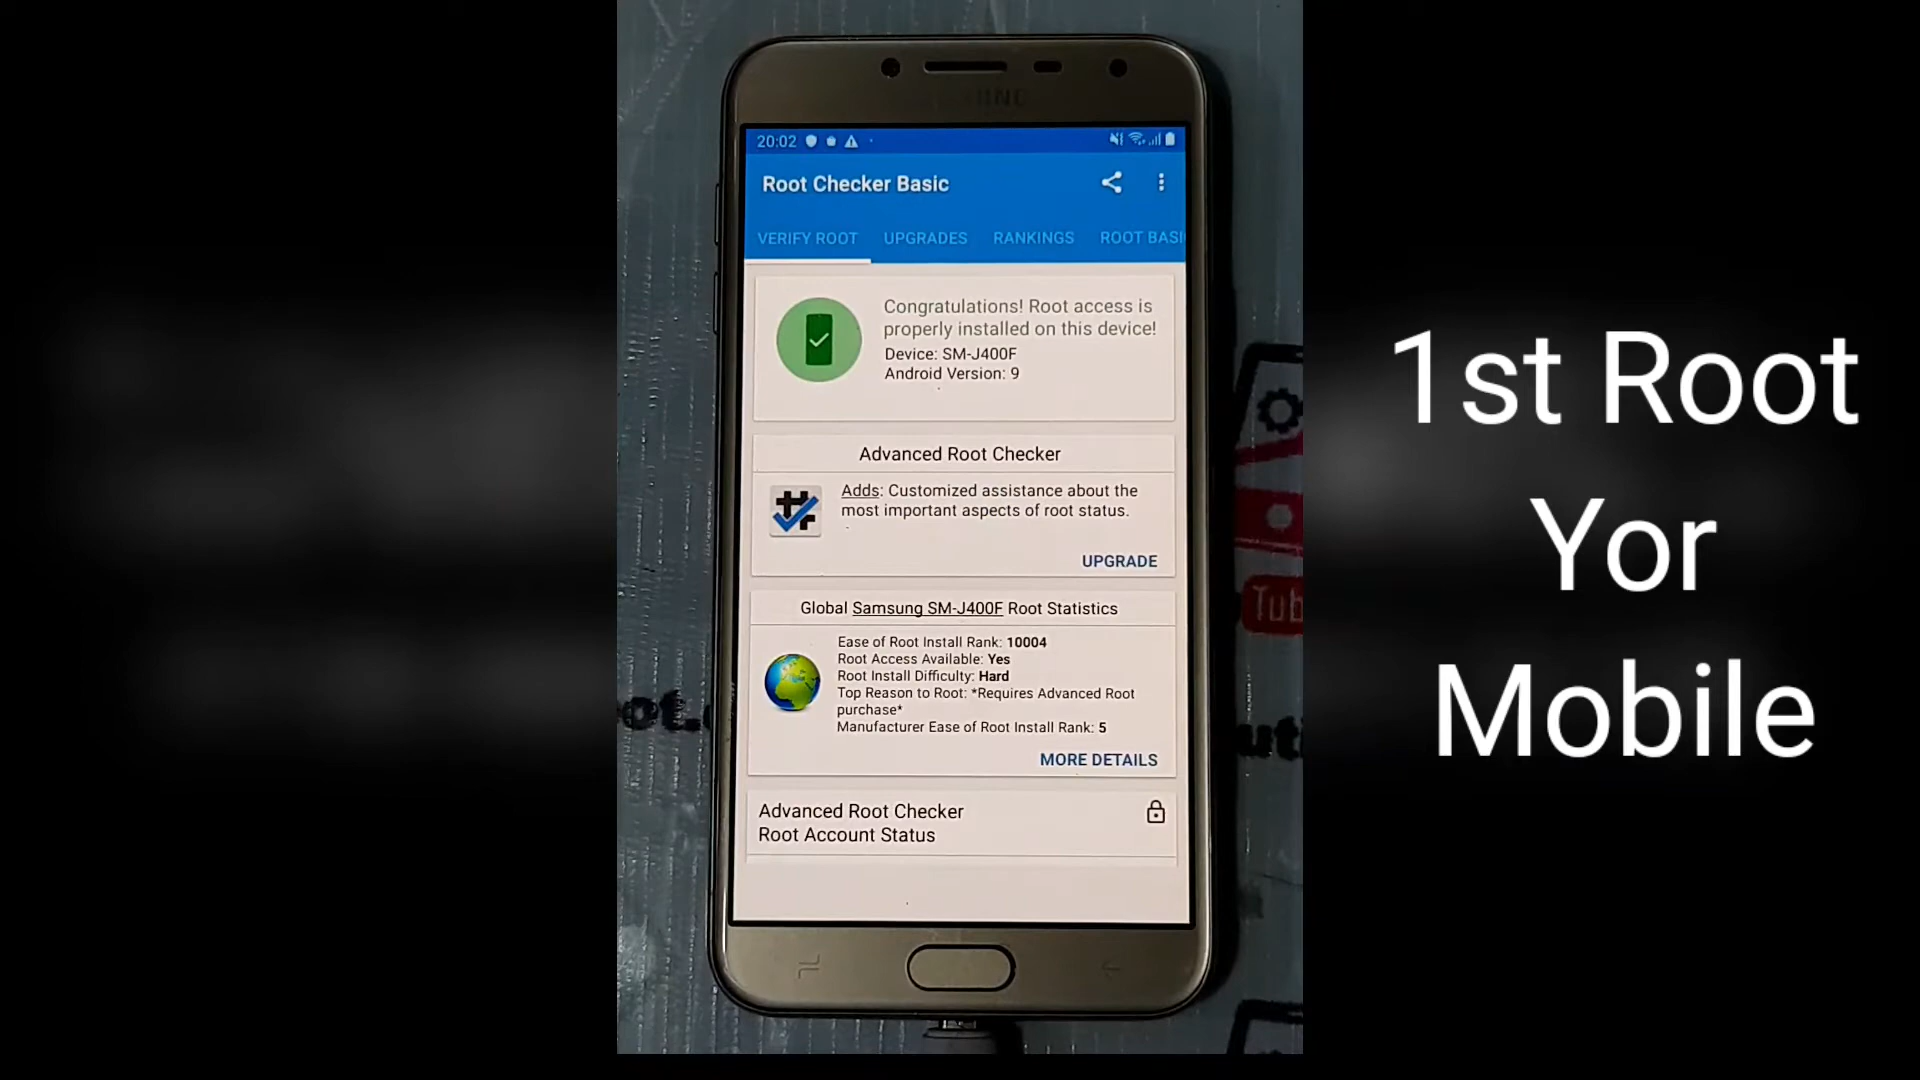 20:02
Root Checker Basic
VERIFY ROOT UPGRADES RANKINGS ROOT BASI
Congratulations! Root access is
properly installed on this device!
Device: SM-J400F
Android Version: 9
Advanced Root Checker
Adds: Customized assistance about the
most important aspects of root status.
UPGRADE
Global Samsung SM-J400F Root Statistics
Ease of Root Install Rank: 10004
Root Access Available: Yes
Root Install Difficulty: Hard
Top Reason to Root: *Requires Advanced Root
purchase*
Manufacturer Ease of Root Install Rank: 5
MORE DETAILS
Advanced Root Checker
Root Account Status
1st Root
Yor
Mobile
Tub